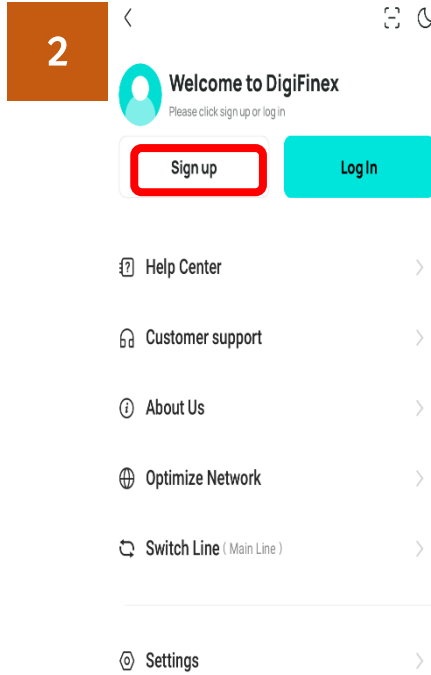 2
Welcome to DigiFinex
Please click sign up or log in
Sign up
Log In
Help Center
Customer support
About Us
Optimize Network
Switch Line ( Main Line )
Settings